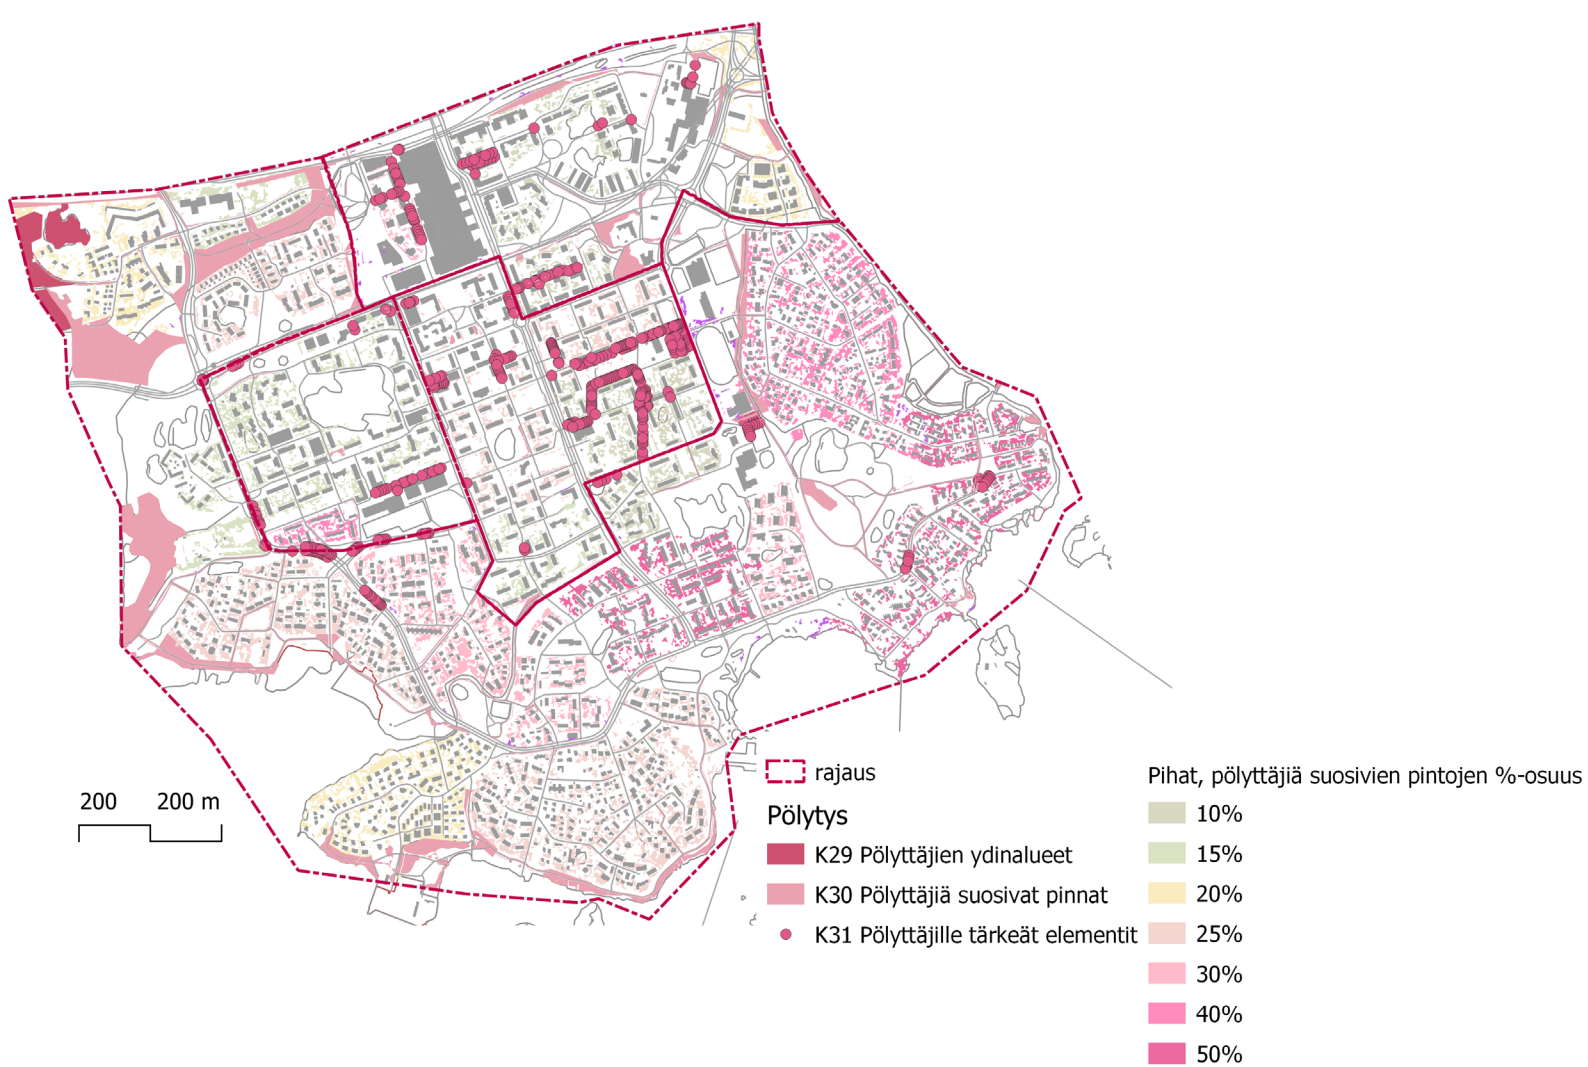 200 200 m
rajaus
Pölytys
K29 Pölyttäjien ydinalueet
K30 Pölyttäjiä suosivat pinnat
K31 Pölyttäjille tärkeät elementit
Pihat, pölyttäjiä suosivien pintojen %-osuus
10%
15%
20%
25%
30%
40%
50%